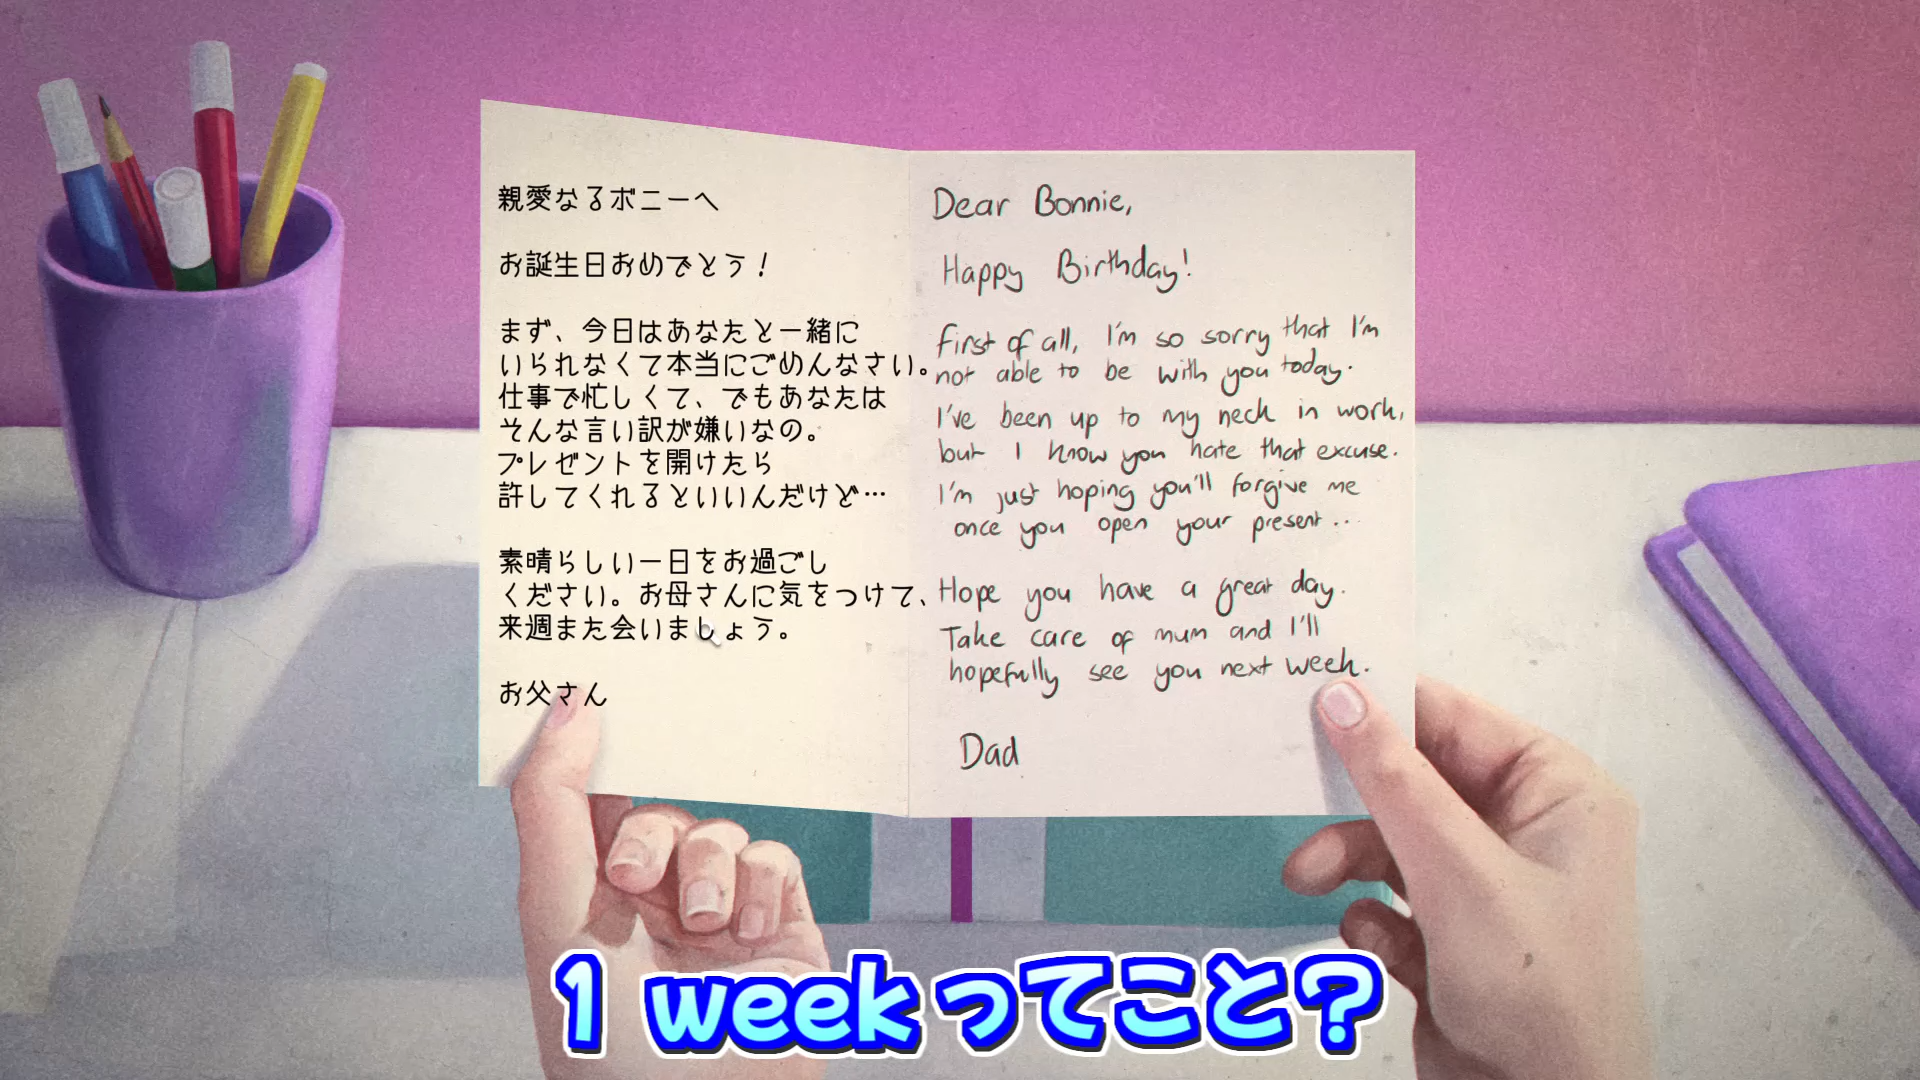 親愛なるボニーへ
お誕生日おめでとう！
まず、今日はあなたと一緒に
いられなくて本当にごめんなさい。
仕事で忙しくて、でもあなたは
そんな言い訳が嫌いなの。
プレゼントを開けたら
許してくれるといいんだけど…
素晴らしい一日をお過ごし
ください。お母さんに気をつけて、
来週また会いましょう。
お父さん
Dear Bonnie,
Happy Birthday!
First of all, I'm so sorry that I'm
not able to be with you today.
I've been up to my neck in work,
but I know you hate that excuse.
I'm just hoping you'll forgive me
once you open your present...
Hope you have a great day.
Take care of mum and I'll
hopefully see you next week.
Dad
1 weekってこと?